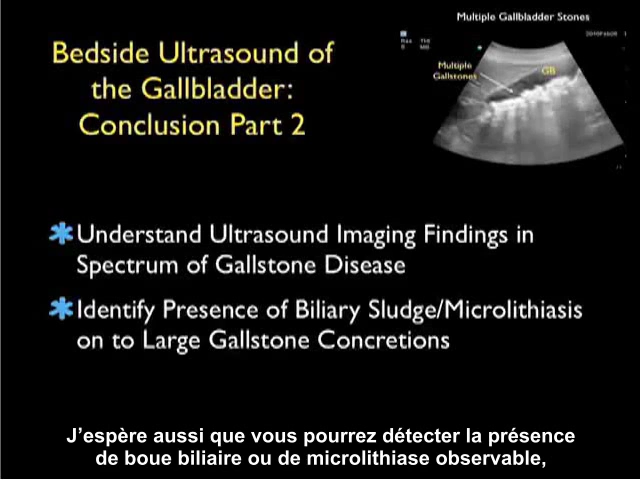 Multiple Gallbladder Stones
Bedside Ultrasound of
the Gallbladder:
Conclusion Part 2
Multiple
Gallstones
GB
Understand Ultrasound Imaging Findings in
Spectrum of Gallstone Disease
Identify Presence of Biliary Sludge/Microlithiasis
on to Large Gallstone Concretions
J’espère aussi que vous pourrez détecter la présence
de boue biliaire ou de microlithiase observable,